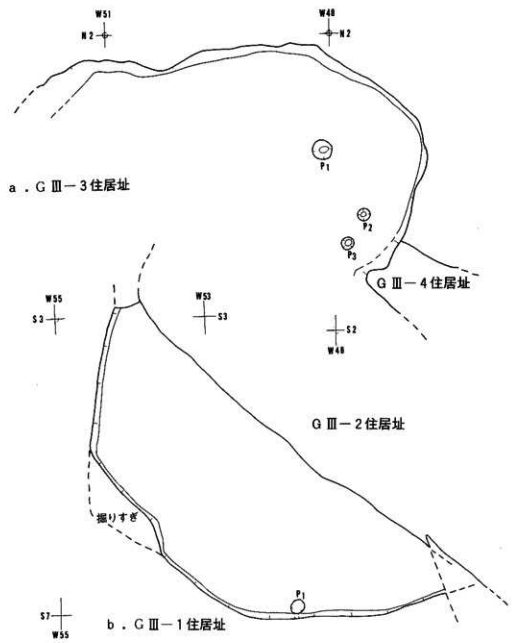 W51
W48
N2
N2
P1
a．GⅢ－3住居址
P2
P3
GⅢ－4住居址
W55
W53
S3
S3
S2
W48
GⅢ－2住居址
掘りすぎ
P1
S7
W55
b．GⅢ－1住居址